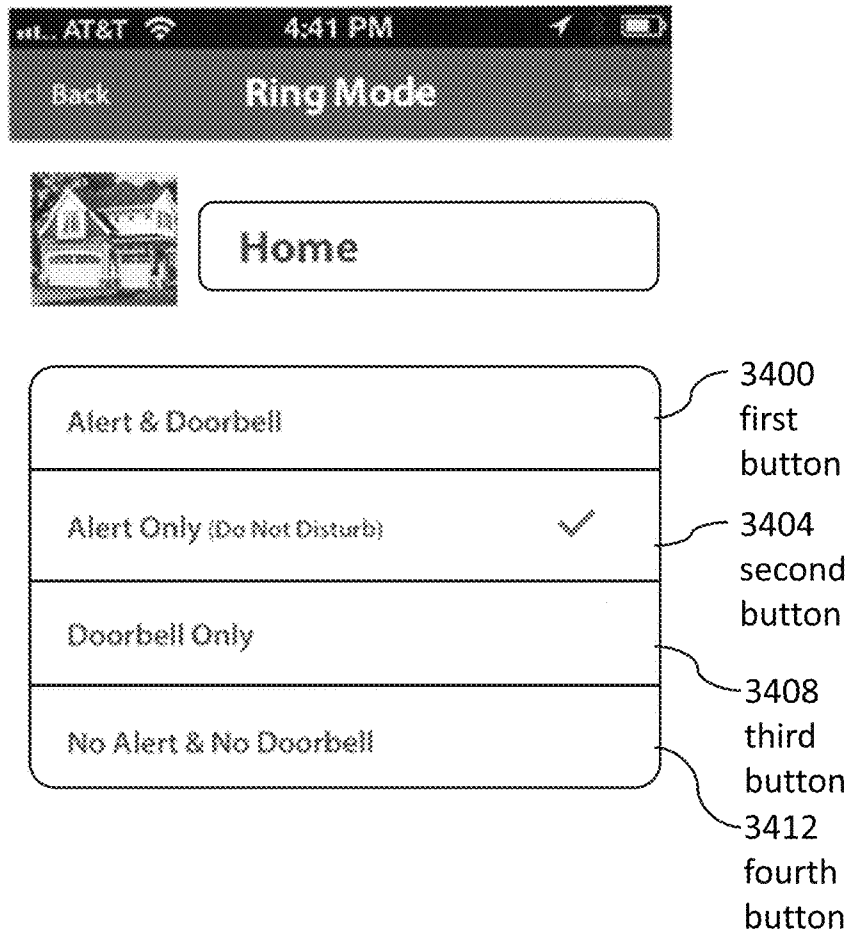 AT&T 4:41 PM
Back Ring Mode Save
Home
Alert & Doorbell
Alert Only (Do Not Disturb)
Doorbell Only
No Alert & No Doorbell
3400
first
button
3404
second
button
3408
third
button
3412
fourth
button